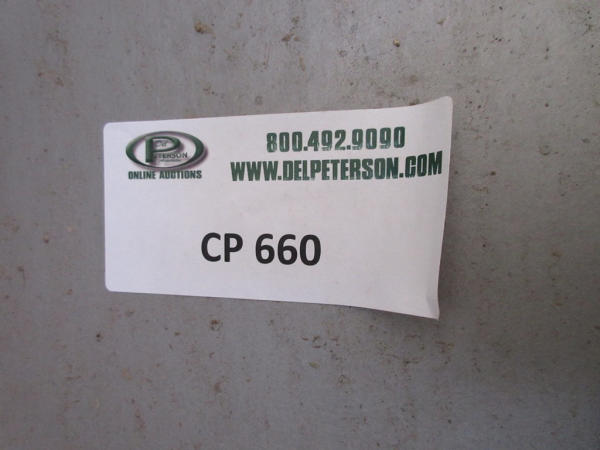 PETERSON
ONLINE AUCTIONS
800.492.9090
WWW.DELPETERSON.COM
CP 660